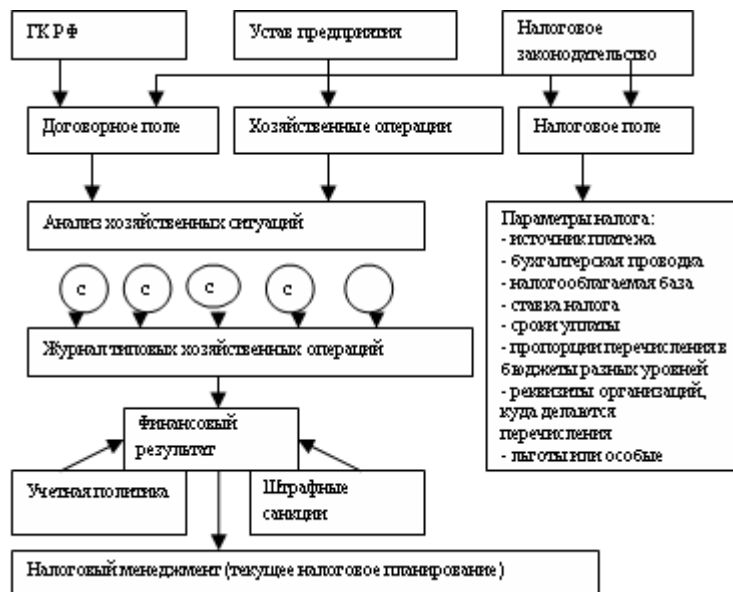 ГК РФ
Устав предприятия
Налоговое
законодательство
Договорное поле
Хозяйственные операции
Налоговое поле
Анализ хозяйственных ситуаций
Параметры налога:
- источник платежа
- бухгалтерская проводка
- налогооблагаемая база
- ставка налога
- сроки уплаты
- пропорции перечисления в
бюджеты разных уровней
- реквизиты организаций,
куда делаются
перечисления
- льготы или особые
с
с
с
с
Журнал типовых хозяйственных операций
Финансовый
результат
Учетная политика
Штрафные
санкции
Налоговый менеджмент (текущее налоговое планирование)